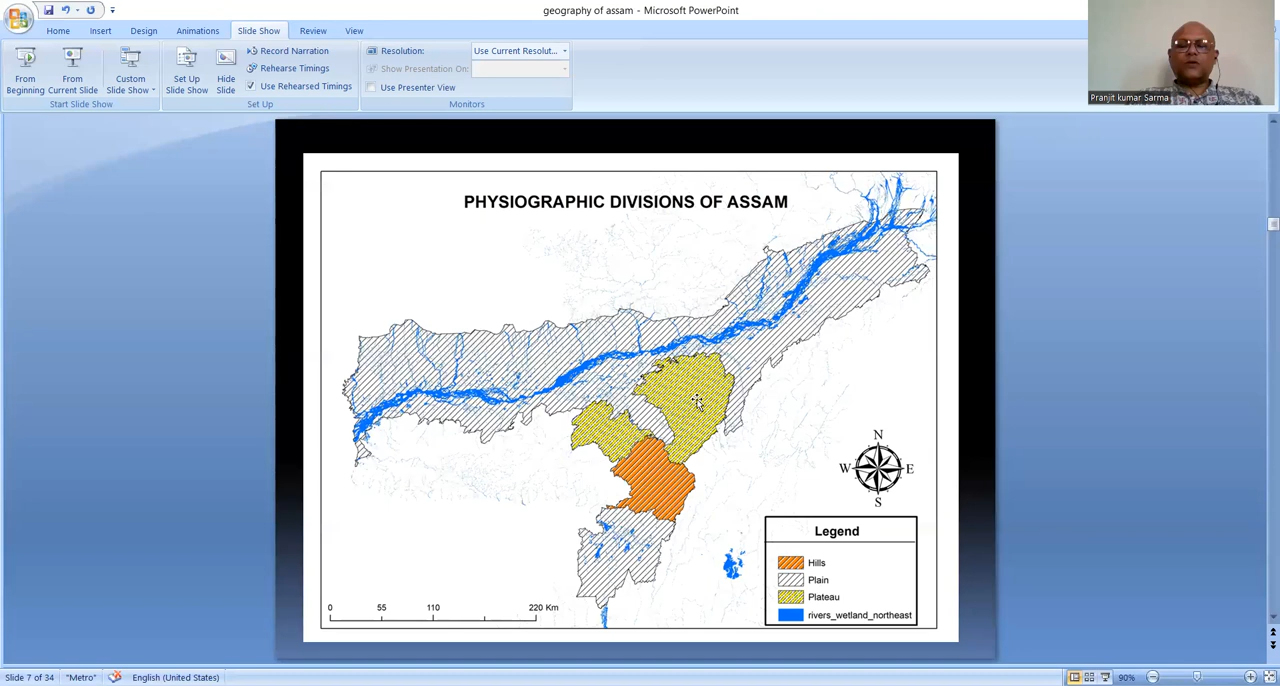 geography of assam - Microsoft PowerPoint
Home Insert Design Animations Slide Show Review View
From Beginning
From Current Slide
Custom Slide Show
Start Slide Show
Set Up Slide Show
Hide Slide
Record Narration
Rehearse Timings
Use Rehearsed Timings
Set Up
Resolution: Use Current Resolut...
Show Presentation On:
Use Presenter View
Monitors
Pranjit kumar Sarma
PHYSIOGRAPHIC DIVISIONS OF ASSAM
N
W E
S
Legend
Hills
Plain
Plateau
rivers_wetland_northeast
0 55 110 220 Km
Slide 7 of 34 "Metro" English (United States) 90%